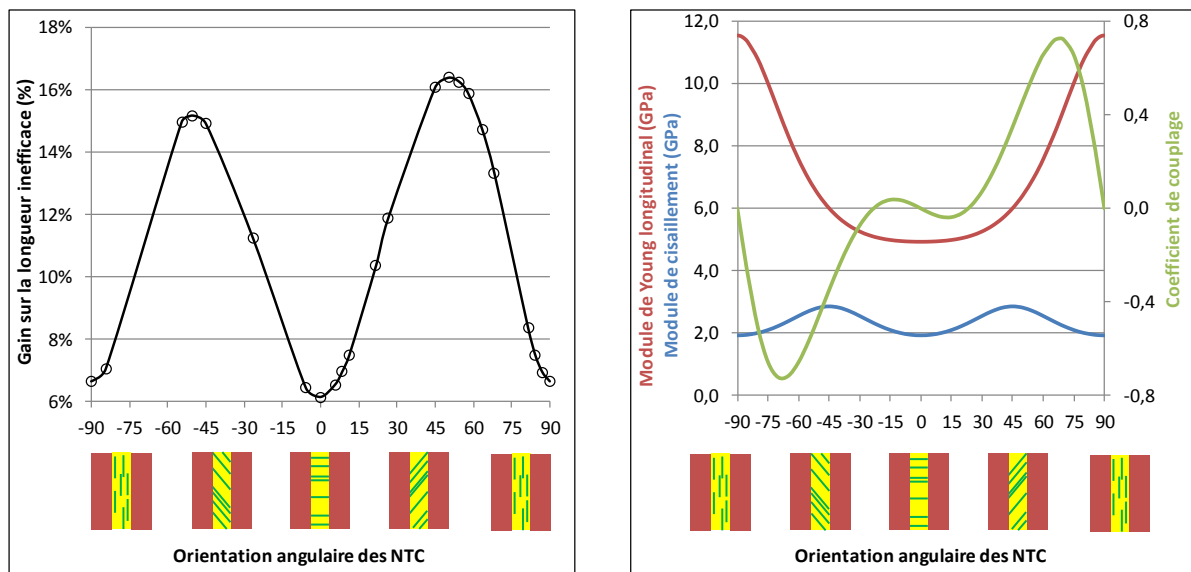 Gain sur la longueur inefficace (%)
18%
16%
14%
12%
10%
8%
6%
-90 -75 -60 -45 -30 -15 0 15 30 45 60 75 90
Orientation angulaire des NTC
Module de Young longitudinal (GPa)
Module de cisaillement (GPa)
12,0
10,0
8,0
6,0
4,0
2,0
0,0
0,8
0,4
0,0
-0,4
-0,8
Coefficient de couplage
-90 -75 -60 -45 -30 -15 0 15 30 45 60 75 90
Orientation angulaire des NTC